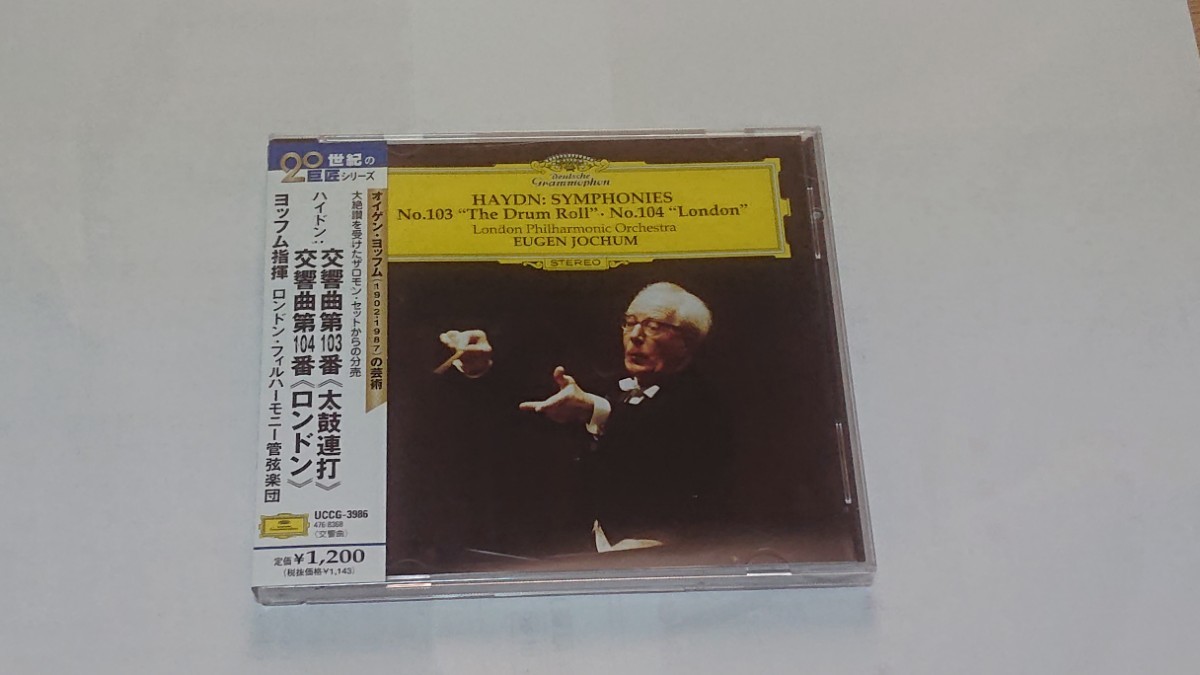 20世紀の
巨匠シリーズ
オイゲン・ヨッフム(1902-1987)の芸術
大絶讃を受けたザロモン・セットからの分売
ハイドン:交響曲第103番《太鼓連打》
交響曲第104番《ロンドン》
ヨッフム指揮 ロンドン・フィルハーモニー管弦楽団
UCCG-3986
476 8368
(交響曲)
定価¥1,200
(税抜価格¥1,143)
Deutsche
Grammophon
HAYDN: SYMPHONIES
No.103 “The Drum Roll” · No.104 “London”
London Philharmonic Orchestra
EUGEN JOCHUM
STEREO